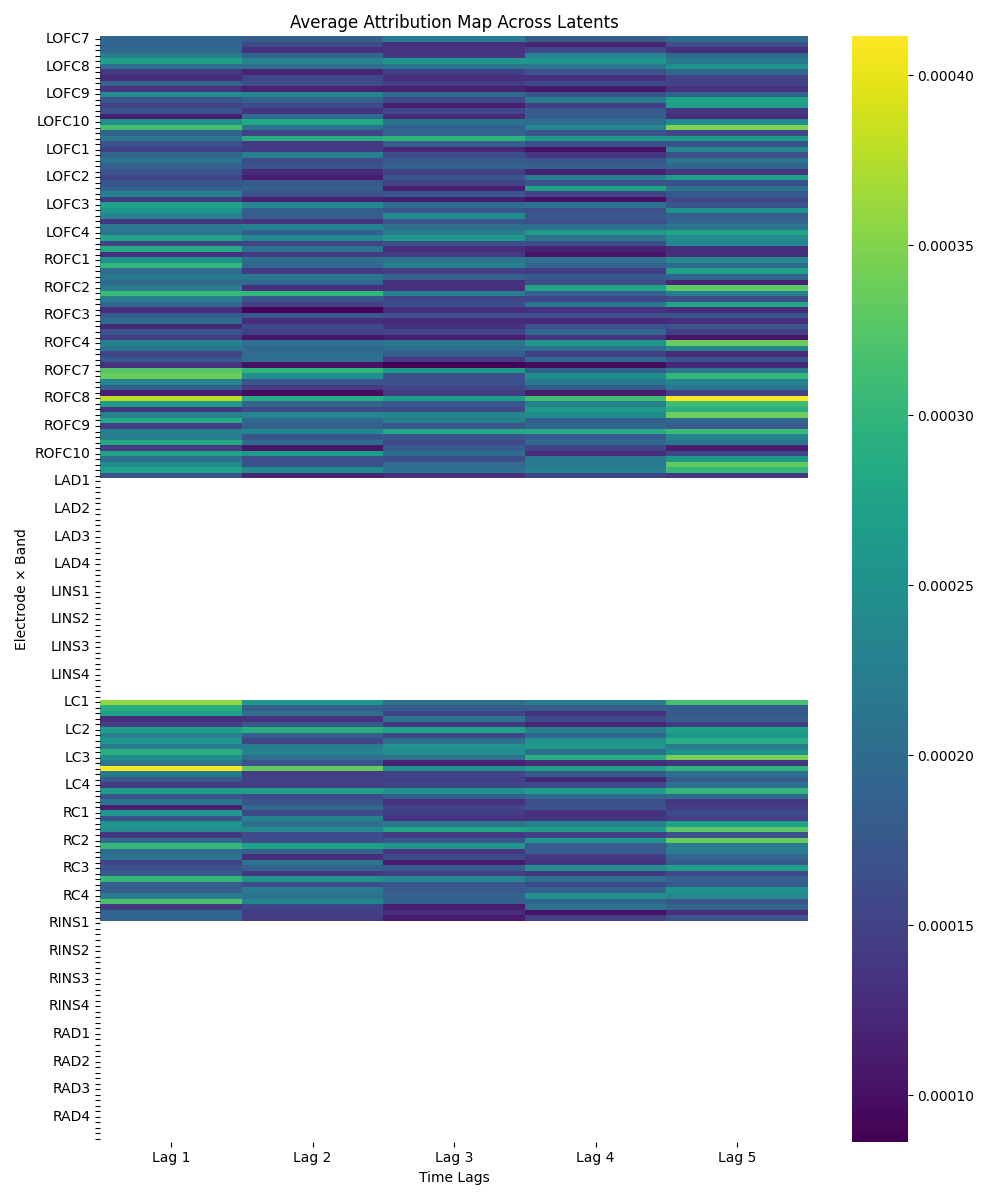 Average Attribution Map Across Latents
Electrode × Band
LOFC7
LOFC8
LOFC9
LOFC10
LOFC1
LOFC2
LOFC3
LOFC4
ROFC1
ROFC2
ROFC3
ROFC4
ROFC7
ROFC8
ROFC9
ROFC10
LAD1
LAD2
LAD3
LAD4
LINS1
LINS2
LINS3
LINS4
LC1
LC2
LC3
LC4
RC1
RC2
RC3
RC4
RINS1
RINS2
RINS3
RINS4
RAD1
RAD2
RAD3
RAD4
Lag 1 Lag 2 Lag 3 Lag 4 Lag 5
Time Lags
0.00040
0.00035
0.00030
0.00025
0.00020
0.00015
0.00010